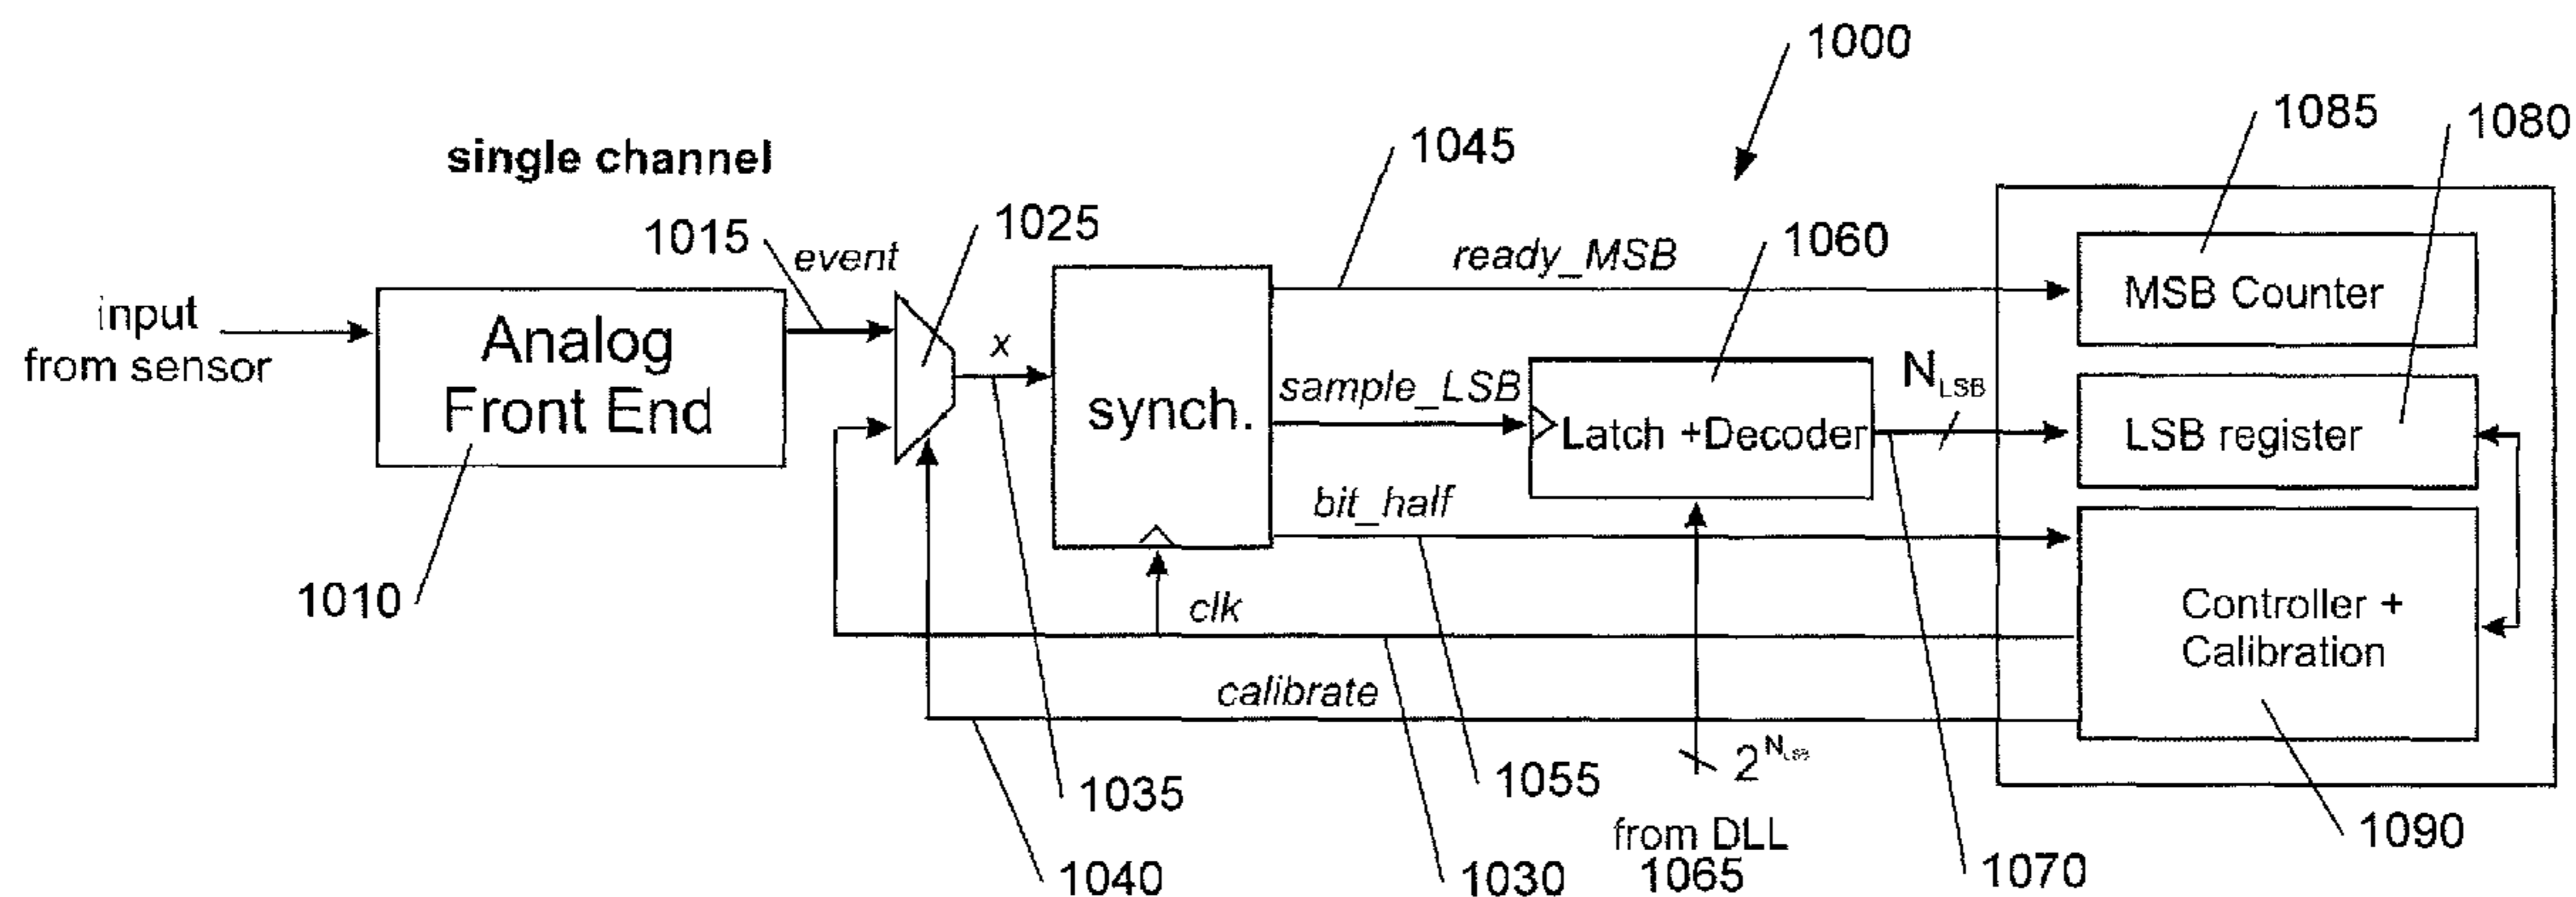 1000
1085
1080
single channel
1045
1025
1015
event
1060
ready_MSB
input
from sensor
Analog
Front End
x
synch.
MSB Counter
sample_LSB
Latch +Decoder
N LSB
LSB register
bit_half
1010
clk
Controller +
Calibration
calibrate
1035
1055
2 N LSB
from DLL
1065
1040
1030
1070
1090